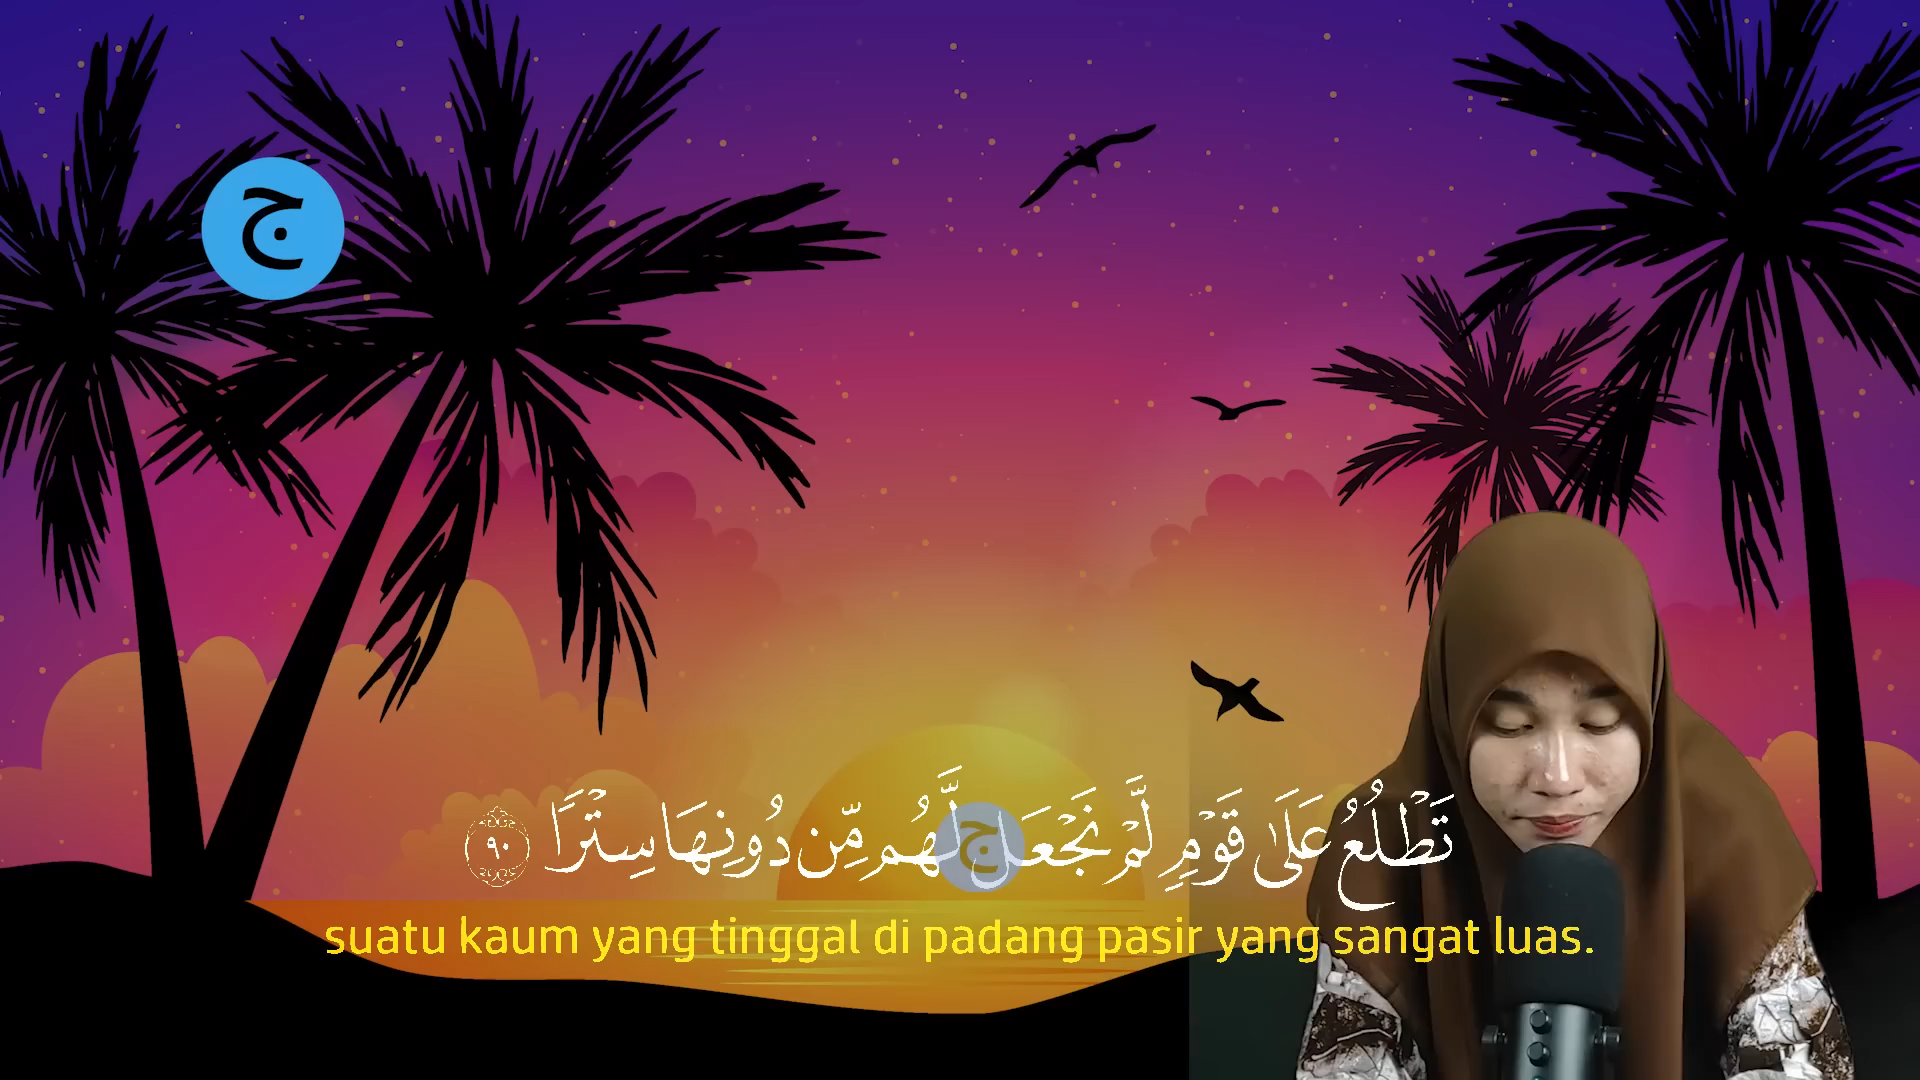 ج
تَطْلُعُ عَلَىٰ قَوْمٍ لَّمْ نَجْعَل لَّهُم مِّن دُونِهَا سِتْرًا ٩٠
ج
suatu kaum yang tinggal di padang pasir yang sangat luas.